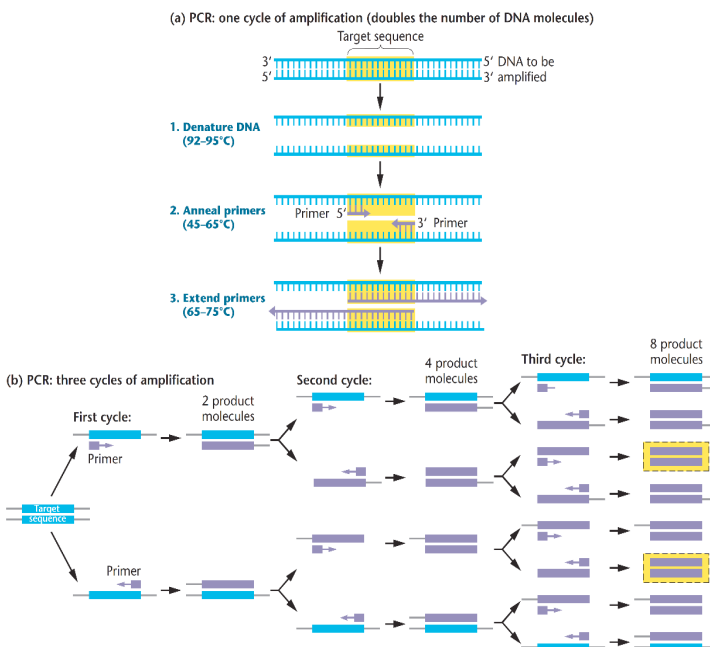 (a) PCR: one cycle of amplification (doubles the number of DNA molecules)
Target sequence
3′ 5′ DNA to be
5′ 3′ amplified
1. Denature DNA
(92–95°C)
2. Anneal primers
(45–65°C)
Primer 5′
3′ Primer
3. Extend primers
(65–75°C)
(b) PCR: three cycles of amplification
First cycle:
2 product
molecules
Second cycle:
4 product
molecules
Third cycle:
8 product
molecules
Primer
Target
sequence
Primer